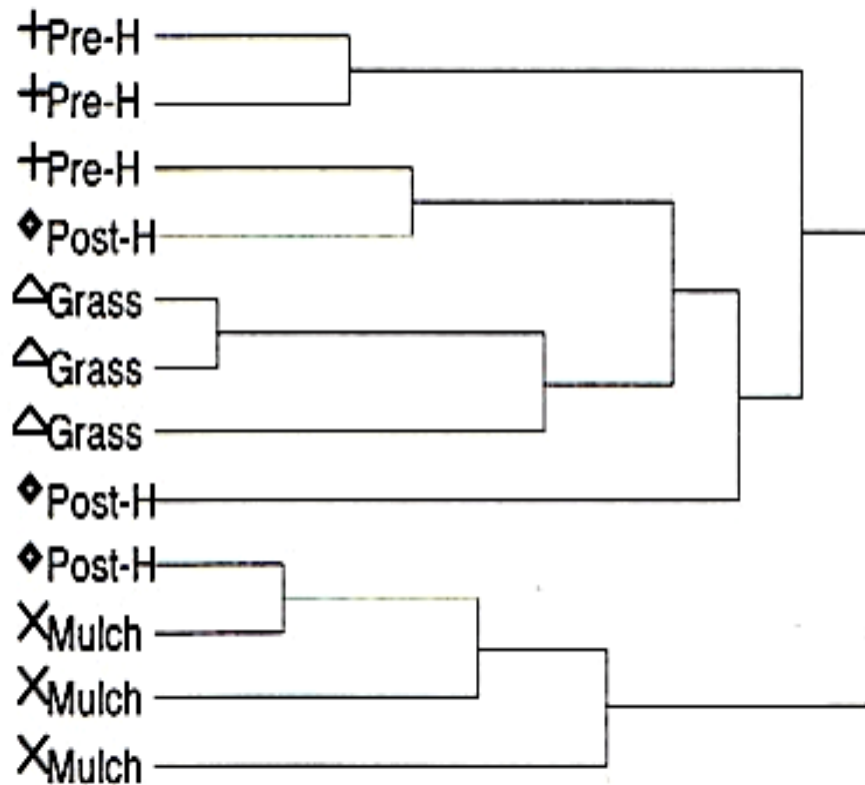 Pre-H
Pre-H
Pre-H
Post-H
Grass
Grass
Grass
Post-H
Post-H
Mulch
Mulch
Mulch